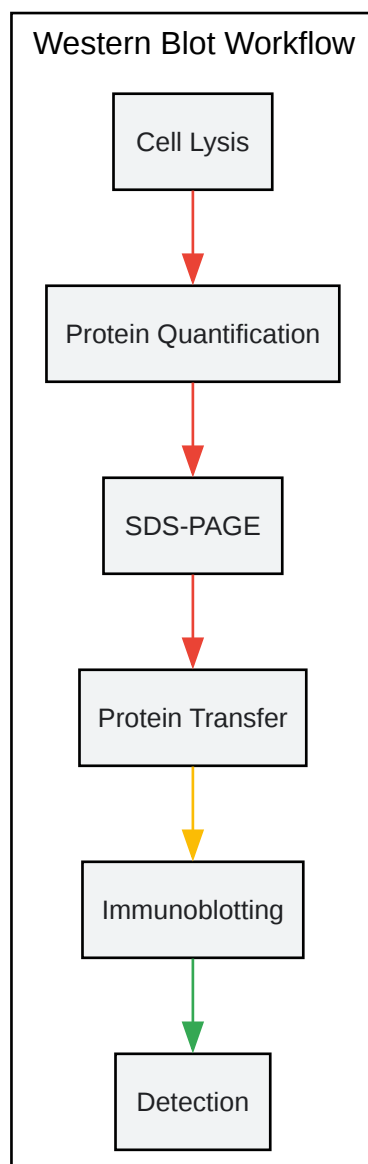 Western Blot Workflow
Cell Lysis
Protein Quantification
SDS-PAGE
Protein Transfer
Immunoblotting
Detection